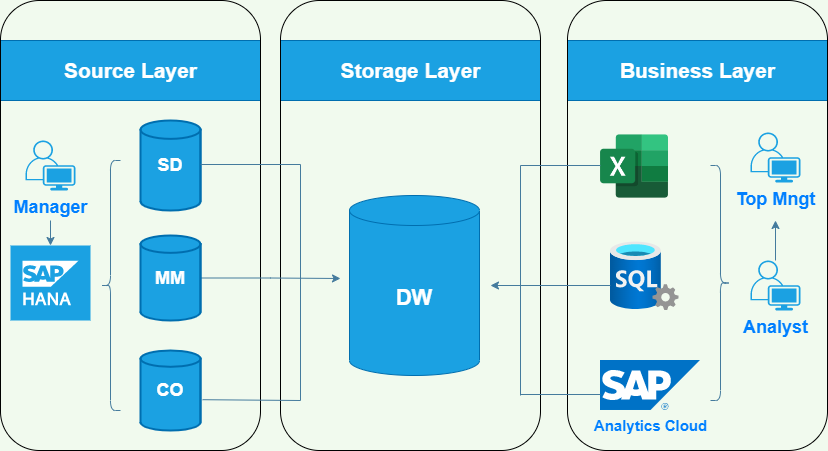 Source Layer
Storage Layer
Business Layer
SD
X
Manager
Top Mngt
SAP
HANA
MM
DW
SQL
Analyst
CO
SAP
®
Analytics Cloud